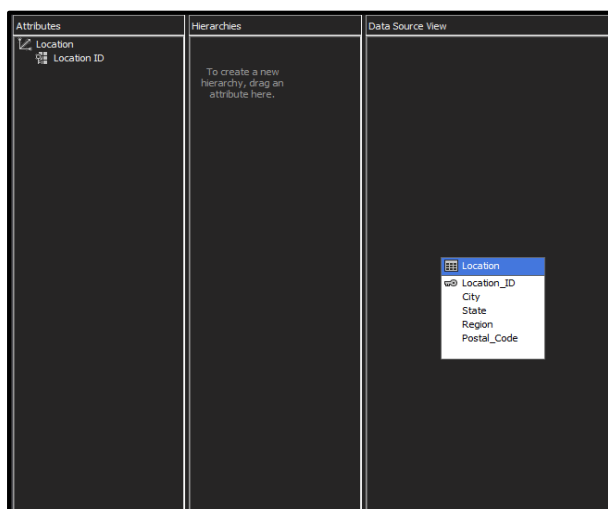 Attributes
Location
Location ID
Hierarchies
To create a new
hierarchy, drag an
attribute here.
Data Source View
Location
Location_ID
City
State
Region
Postal_Code